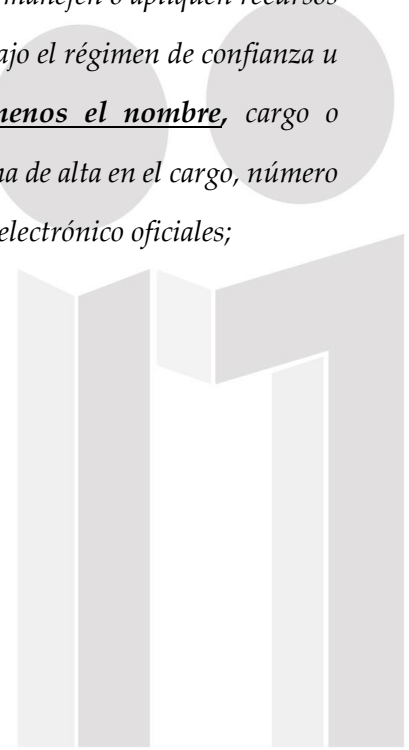 manejen o apliquen recursos
ajo el régimen de confianza u
menos el nombre, cargo o
na de alta en el cargo, número
electrónico oficiales;